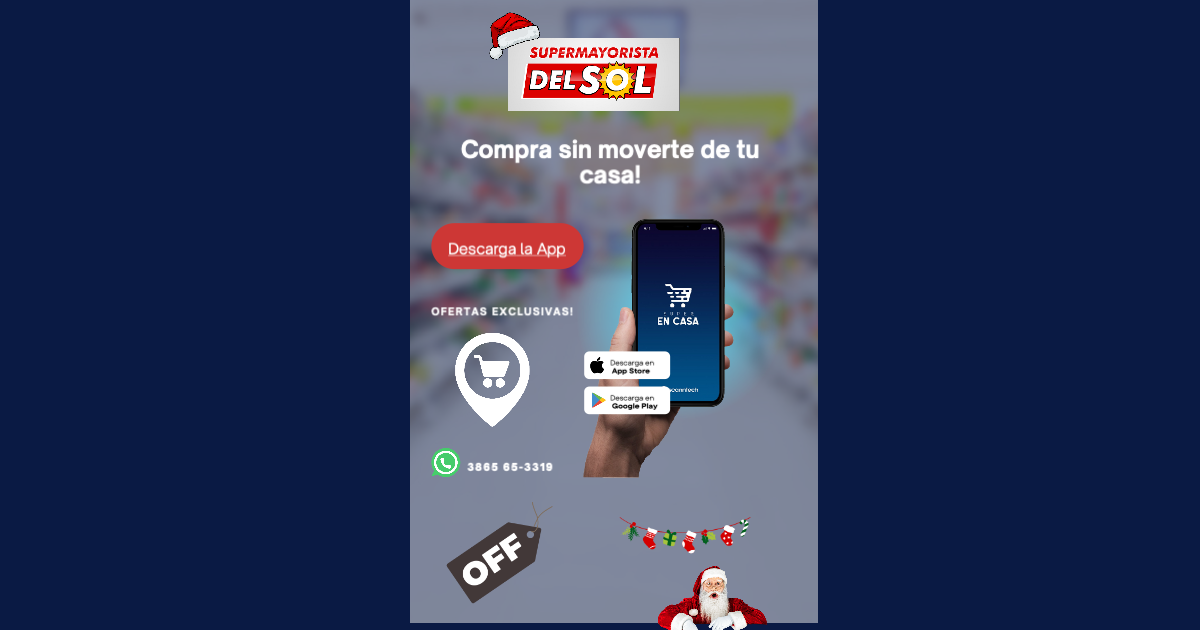 SUPERMAYORISTA
DEL SOL
Compra sin moverte de tu
casa!
Descarga la App
OFERTAS EXCLUSIVAS!
SUPER
EN CASA
Descarga en
App Store
Descarga en
Google Play
3865 65-3319
OFF